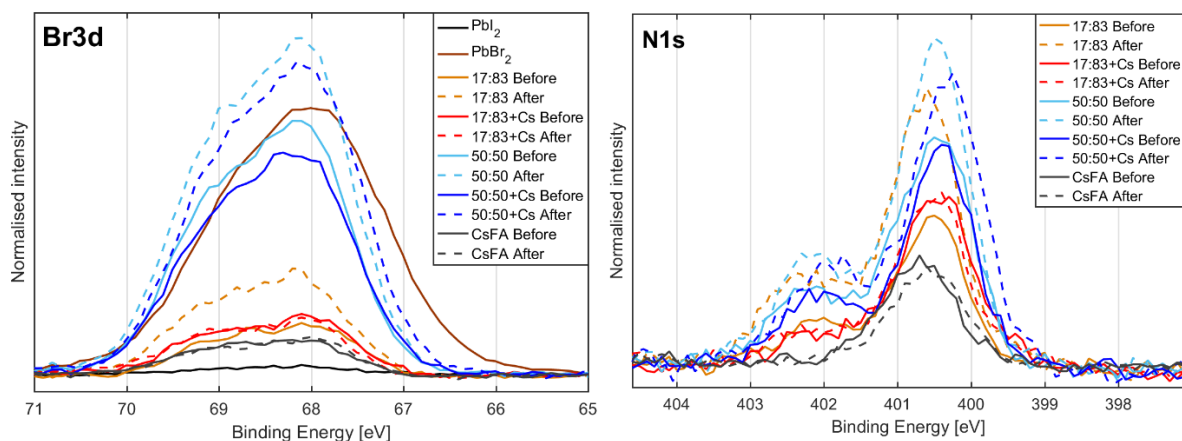 Br3d
PbI2
PbBr2
17:83 Before
17:83 After
17:83+Cs Before
17:83+Cs After
50:50 Before
50:50 After
50:50+Cs Before
50:50+Cs After
CsFA Before
CsFA After
Normalised intensity
71 70 69 68 67 66 65
Binding Energy [eV]
N1s
17:83 Before
17:83 After
17:83+Cs Before
17:83+Cs After
50:50 Before
50:50 After
50:50+Cs Before
50:50+Cs After
CsFA Before
CsFA After
Normalised intensity
404 403 402 401 400 399 398
Binding Energy [eV]